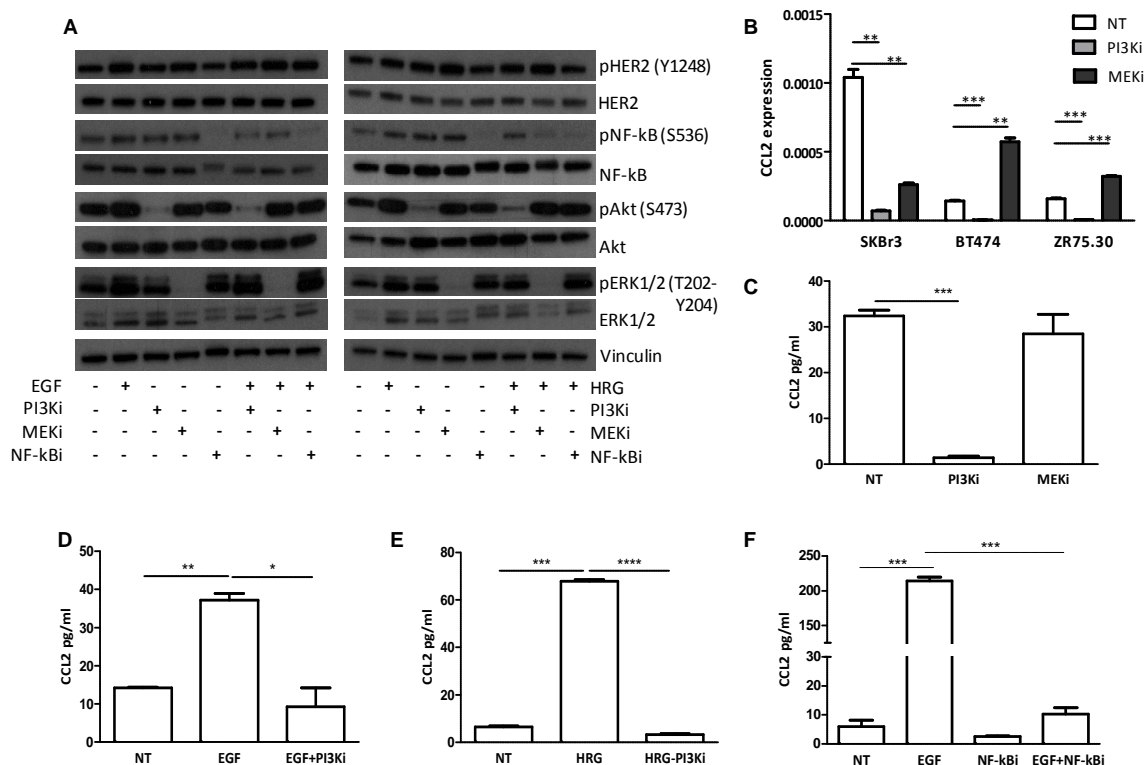 A
pHER2 (Y1248)
HER2
pNF-kB (S536)
NF-kB
pAkt (S473)
Akt
pERK1/2 (T202-
Y204)
ERK1/2
Vinculin
EGF - + - - - + + +
PI3Ki - - + - - + - -
MEKi - - - + - - + -
NF-kBi - - - - + - - +
- + - - - + + + HRG
- - + - - + - - PI3Ki
- - - + - - + - MEKi
- - - - + - - + NF-kBi
B
CCL2 expression
0.0015
0.0010
0.0005
0.0000
** ** *** ** *** ***
SKBr3 BT474 ZR75.30
NT
PI3Ki
MEKi
C
CCL2 pg/ml
40
30
20
10
0
***
NT PI3Ki MEKi
D
CCL2 pg/ml
50
40
30
20
10
0
** *
NT EGF EGF+PI3Ki
E
CCL2 pg/ml
80
60
40
20
0
*** ****
NT HRG HRG-PI3Ki
F
CCL2 pg/ml
250
200
150
100
50
30
20
10
0
*** ***
NT EGF NF-kBi EGF+NF-kBi